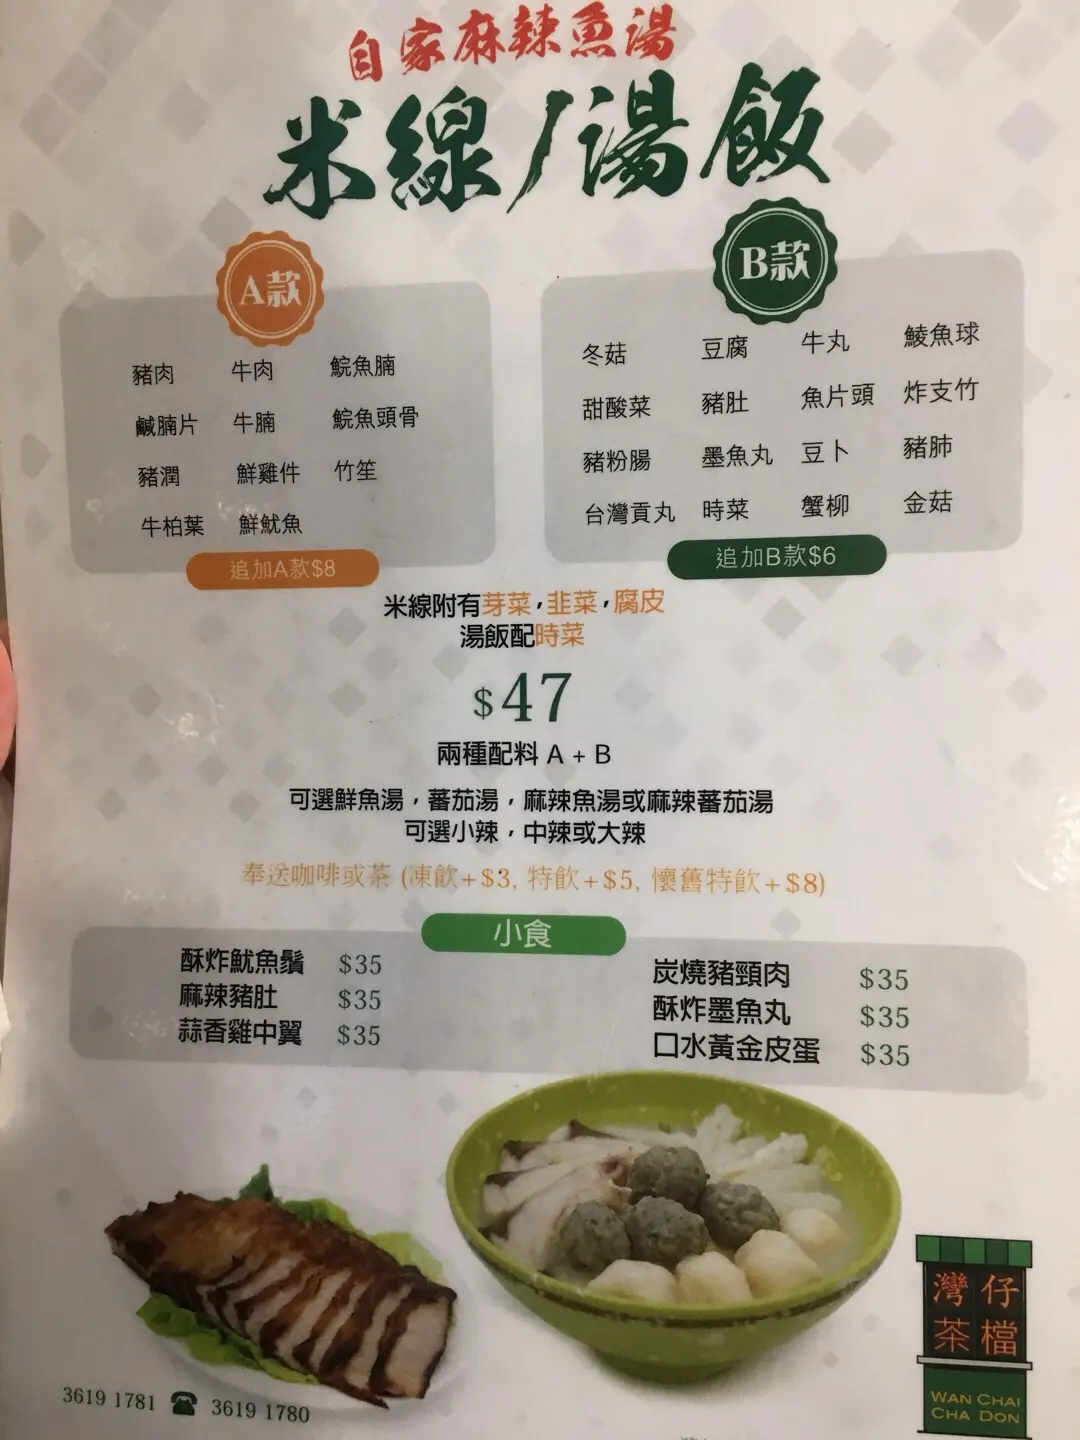 自家麻辣魚湯
米線/湯飯
A款
豬肉 牛肉 鯇魚腩
鹹腩片 牛腩 鯇魚頭骨
豬潤 鮮雞件 竹笙
牛柏葉 鮮魷魚
追加A款$8
B款
冬菇 豆腐 牛丸 鯪魚球
甜酸菜 豬肚 魚片頭 炸支竹
豬粉腸 墨魚丸 豆卜 豬肺
台灣貢丸 時菜 蟹柳 金菇
追加B款$6
米線附有芽菜,韭菜,腐皮
湯飯配時菜
$47
兩種配料 A + B
可選鮮魚湯，蕃茄湯，麻辣魚湯或麻辣蕃茄湯
可選小辣，中辣或大辣
奉送咖啡或茶 (凍飲+$3, 特飲+$5, 懷舊特飲+$8)
小食
酥炸魷魚鬚 $35
麻辣豬肚 $35
蒜香雞中翼 $35
炭燒豬頸肉 $35
酥炸墨魚丸 $35
口水黃金皮蛋 $35
灣仔
茶檔
WAN CHAI
CHA DON
3619 1781 ☎ 3619 1780